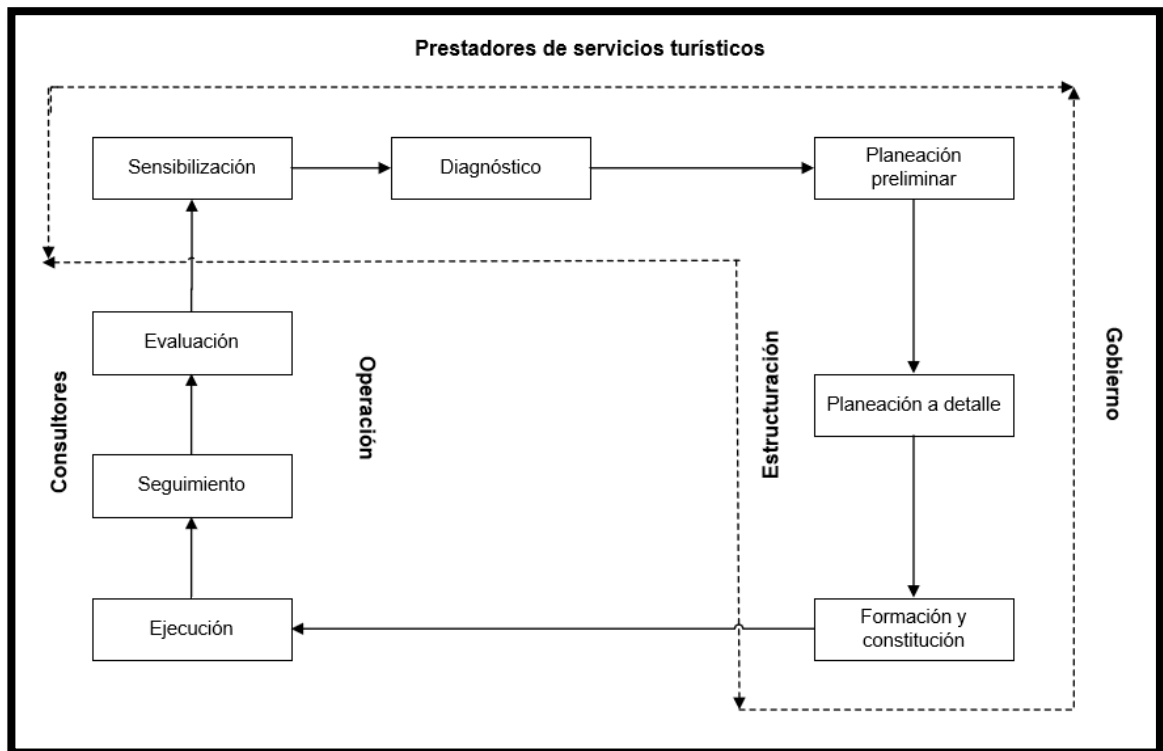 Prestadores de servicios turísticos
Sensibilización
Diagnóstico
Planeación
preliminar
Evaluación
Operación
Estructuración
Gobierno
Consultores
Planeación a detalle
Seguimiento
Ejecución
Formación y
constitución